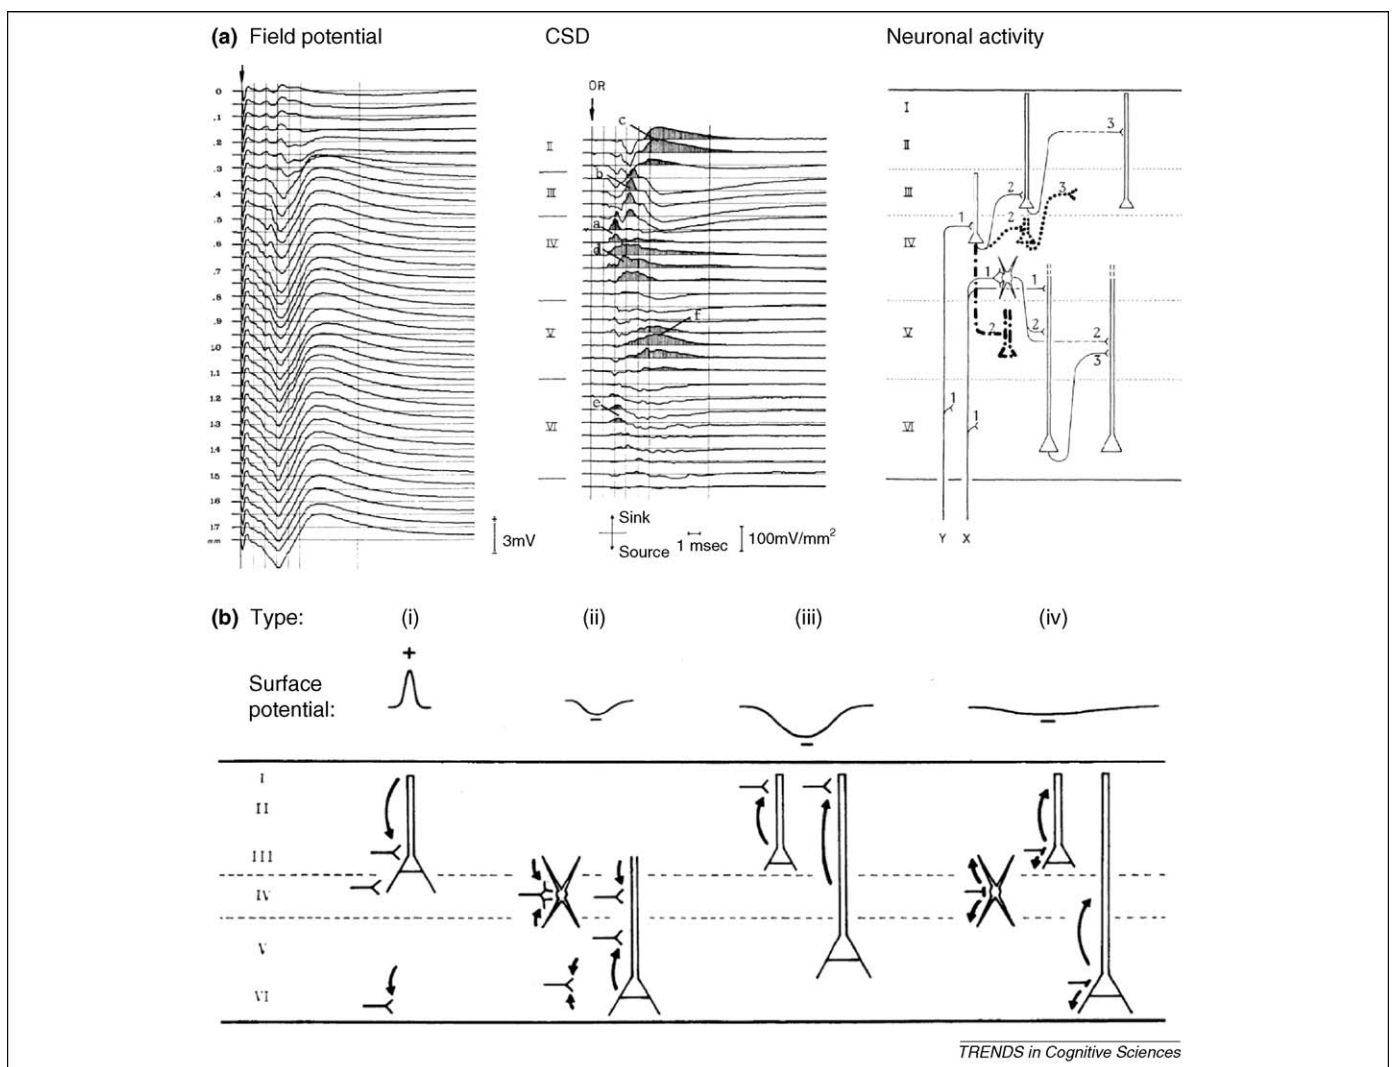 (a) Field potential CSD Neuronal activity
OR
0
.1
.2
.3
.4
.5
.6
.7
.8
.9
1.0
1.1
1.2
1.3
1.4
1.5
1.6
1.7
mm
3mV
c
b
a
d
f
e
II
III
IV
V
VI
Sink
Source
1 msec
100mV/mm²
I
II
III
IV
V
VI
3
2
3
1
2
1
1
2
2
2
3
1
1
Y X
(b) Type: (i) (ii) (iii) (iv)
+
Surface
potential:
− − −
I
II
III
IV
V
VI
TRENDS in Cognitive Sciences